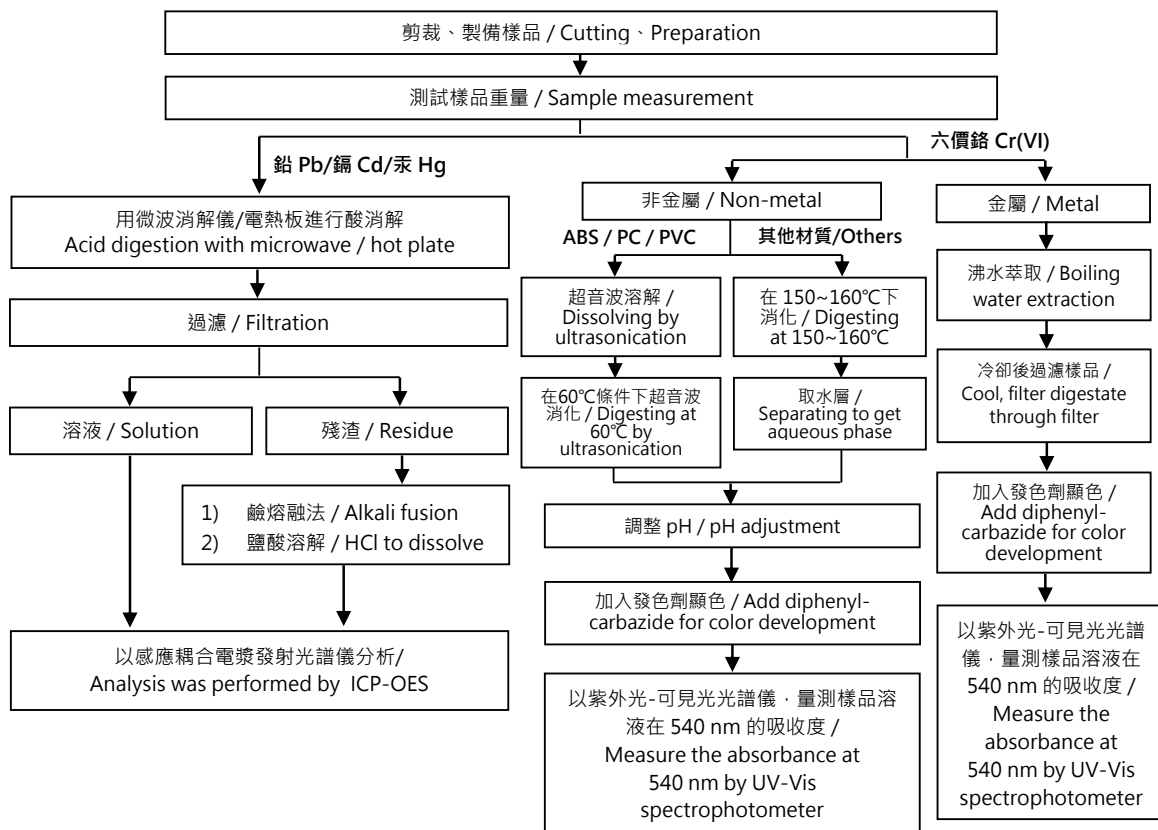 剪裁、製備樣品 / Cutting、Preparation
測試樣品重量 / Sample measurement
鉛 Pb/鎘 Cd/汞 Hg
六價鉻 Cr(VI)
用微波消解儀/電熱板進行酸消解
Acid digestion with microwave / hot plate
過濾 / Filtration
溶液 / Solution
殘渣 / Residue
1) 鹼熔融法 / Alkali fusion
2) 鹽酸溶解 / HCl to dissolve
以感應耦合電漿發射光譜儀分析/
Analysis was performed by ICP-OES
非金屬 / Non-metal
ABS / PC / PVC
其他材質/Others
超音波溶解 /
Dissolving by
ultrasonication
在60℃條件下超音波
消化 / Digesting at
60℃ by
ultrasonication
在 150~160℃下
消化 / Digesting
at 150~160℃
取水層 /
Separating to get
aqueous phase
調整 pH / pH adjustment
加入發色劑顯色 / Add diphenyl-
carbazide for color development
以紫外光-可見光光譜儀，量測樣品溶
液在 540 nm 的吸收度 /
Measure the absorbance at
540 nm by UV-Vis
spectrophotometer
金屬 / Metal
沸水萃取 / Boiling
water extraction
冷卻後過濾樣品 /
Cool, filter digestate
through filter
加入發色劑顯色 /
Add diphenyl-
carbazide for color
development
以紫外光-可見光光譜
儀，量測樣品溶液在
540 nm 的吸收度 /
Measure the
absorbance at
540 nm by UV-Vis
spectrophotometer